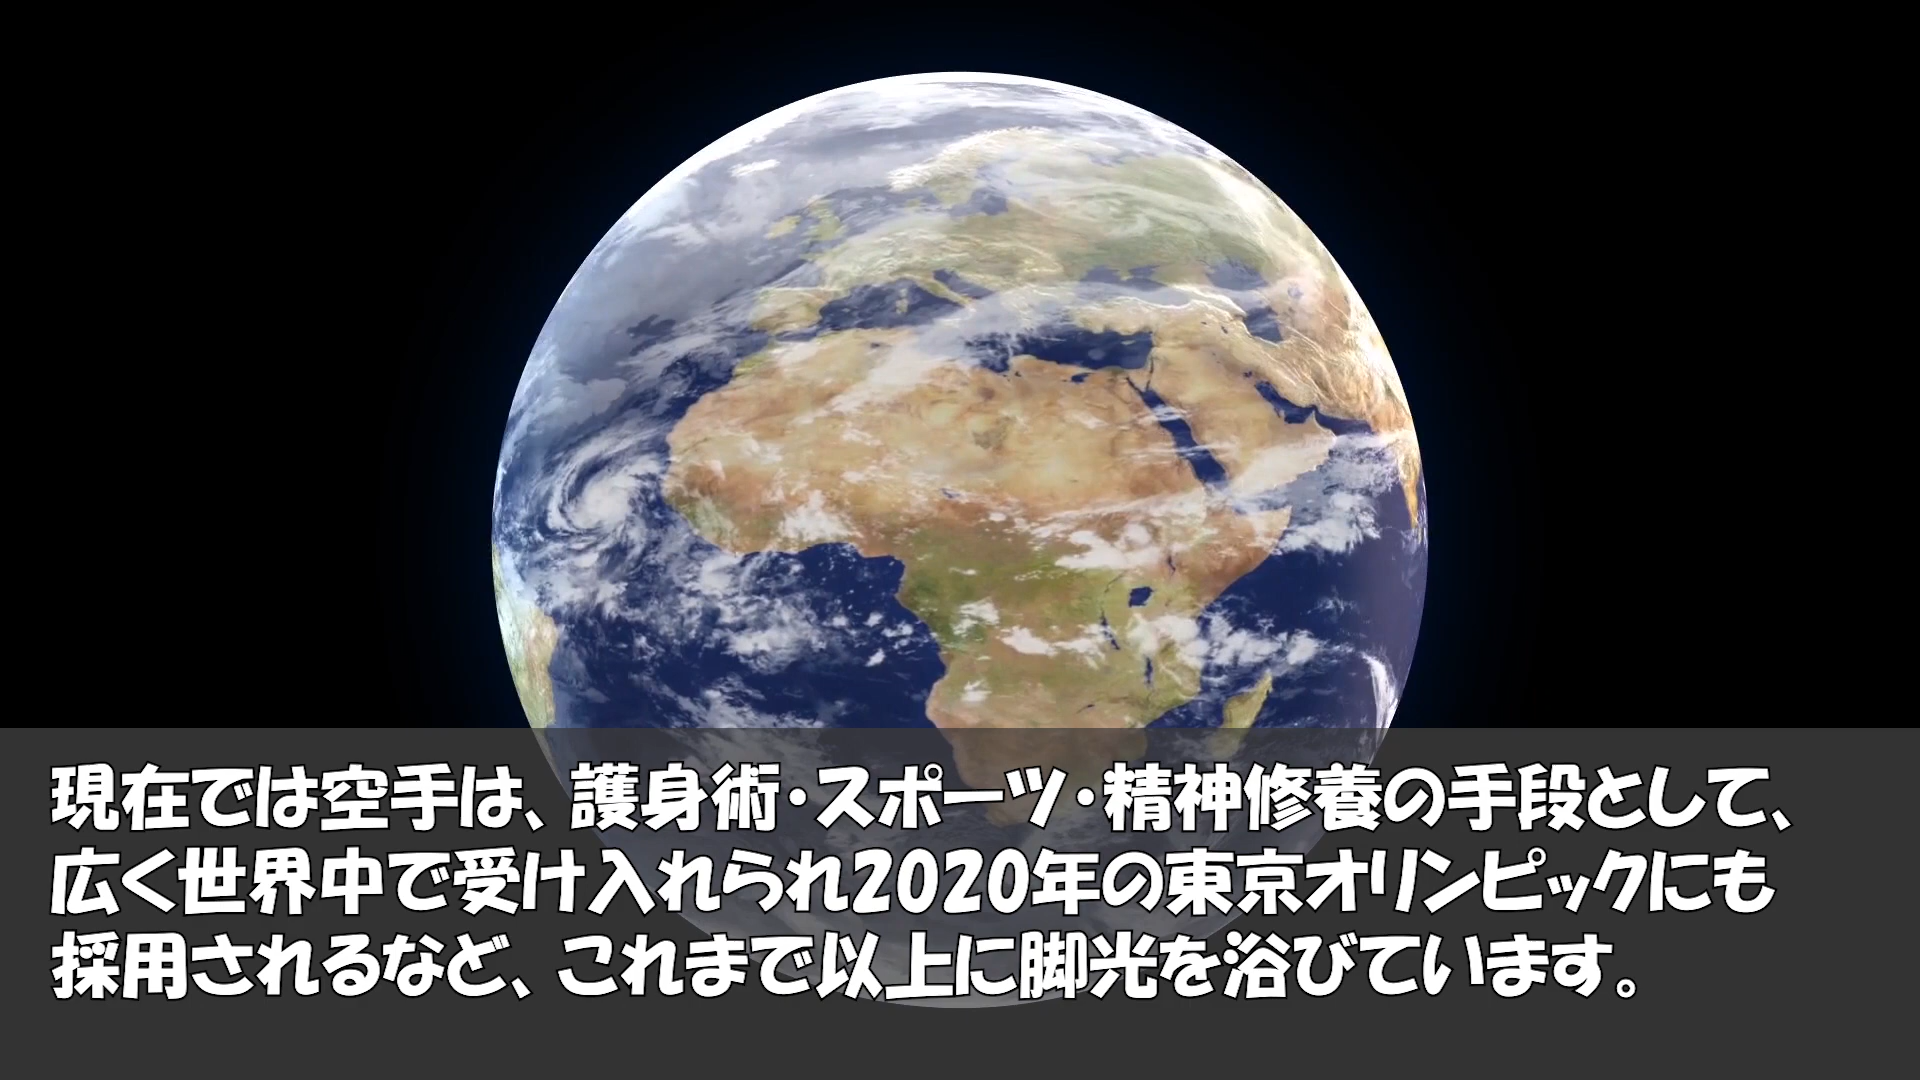 現在では空手は、護身術・スポーツ・精神修養の手段として、
広く世界中で受け入れられ2020年の東京オリンピックにも
採用されるなど、これまで以上に脚光を浴びています。